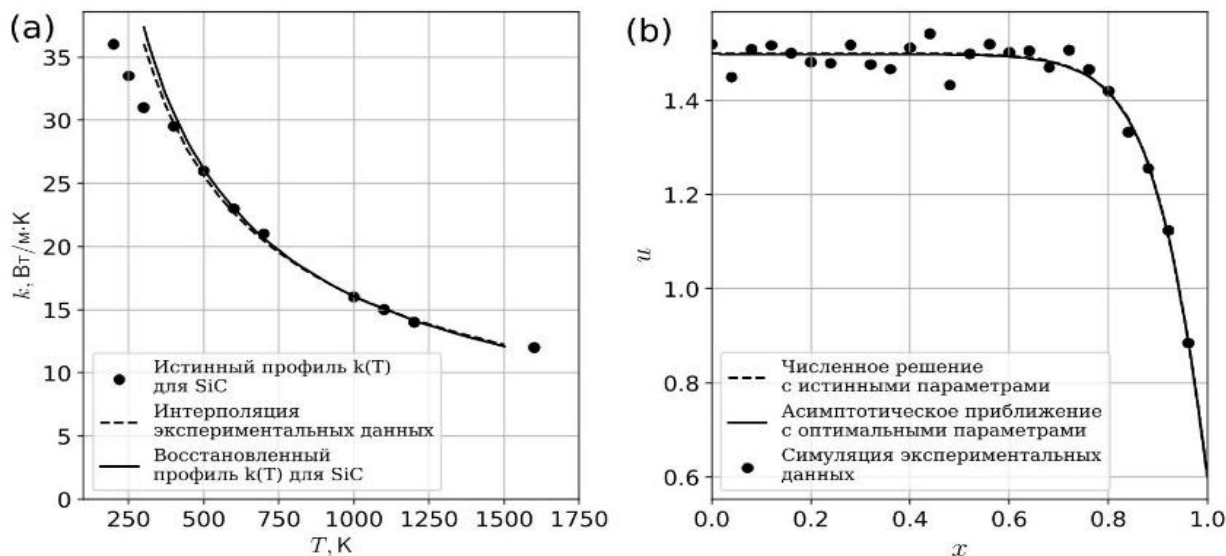 (a)
k, Вт/м·К
35
30
25
20
15
10
5
0
Истинный профиль k(T)
для SiC
Интерполяция
экспериментальных данных
Восстановленный
профиль k(T) для SiC
250 500 750 1000 1250 1500 1750
T, К
(b)
u
1.4
1.2
1.0
0.8
0.6
Численное решение
с истинными параметрами
Асимптотическое приближение
с оптимальными параметрами
Симуляция экспериментальных
данных
0.0 0.2 0.4 0.6 0.8 1.0
x